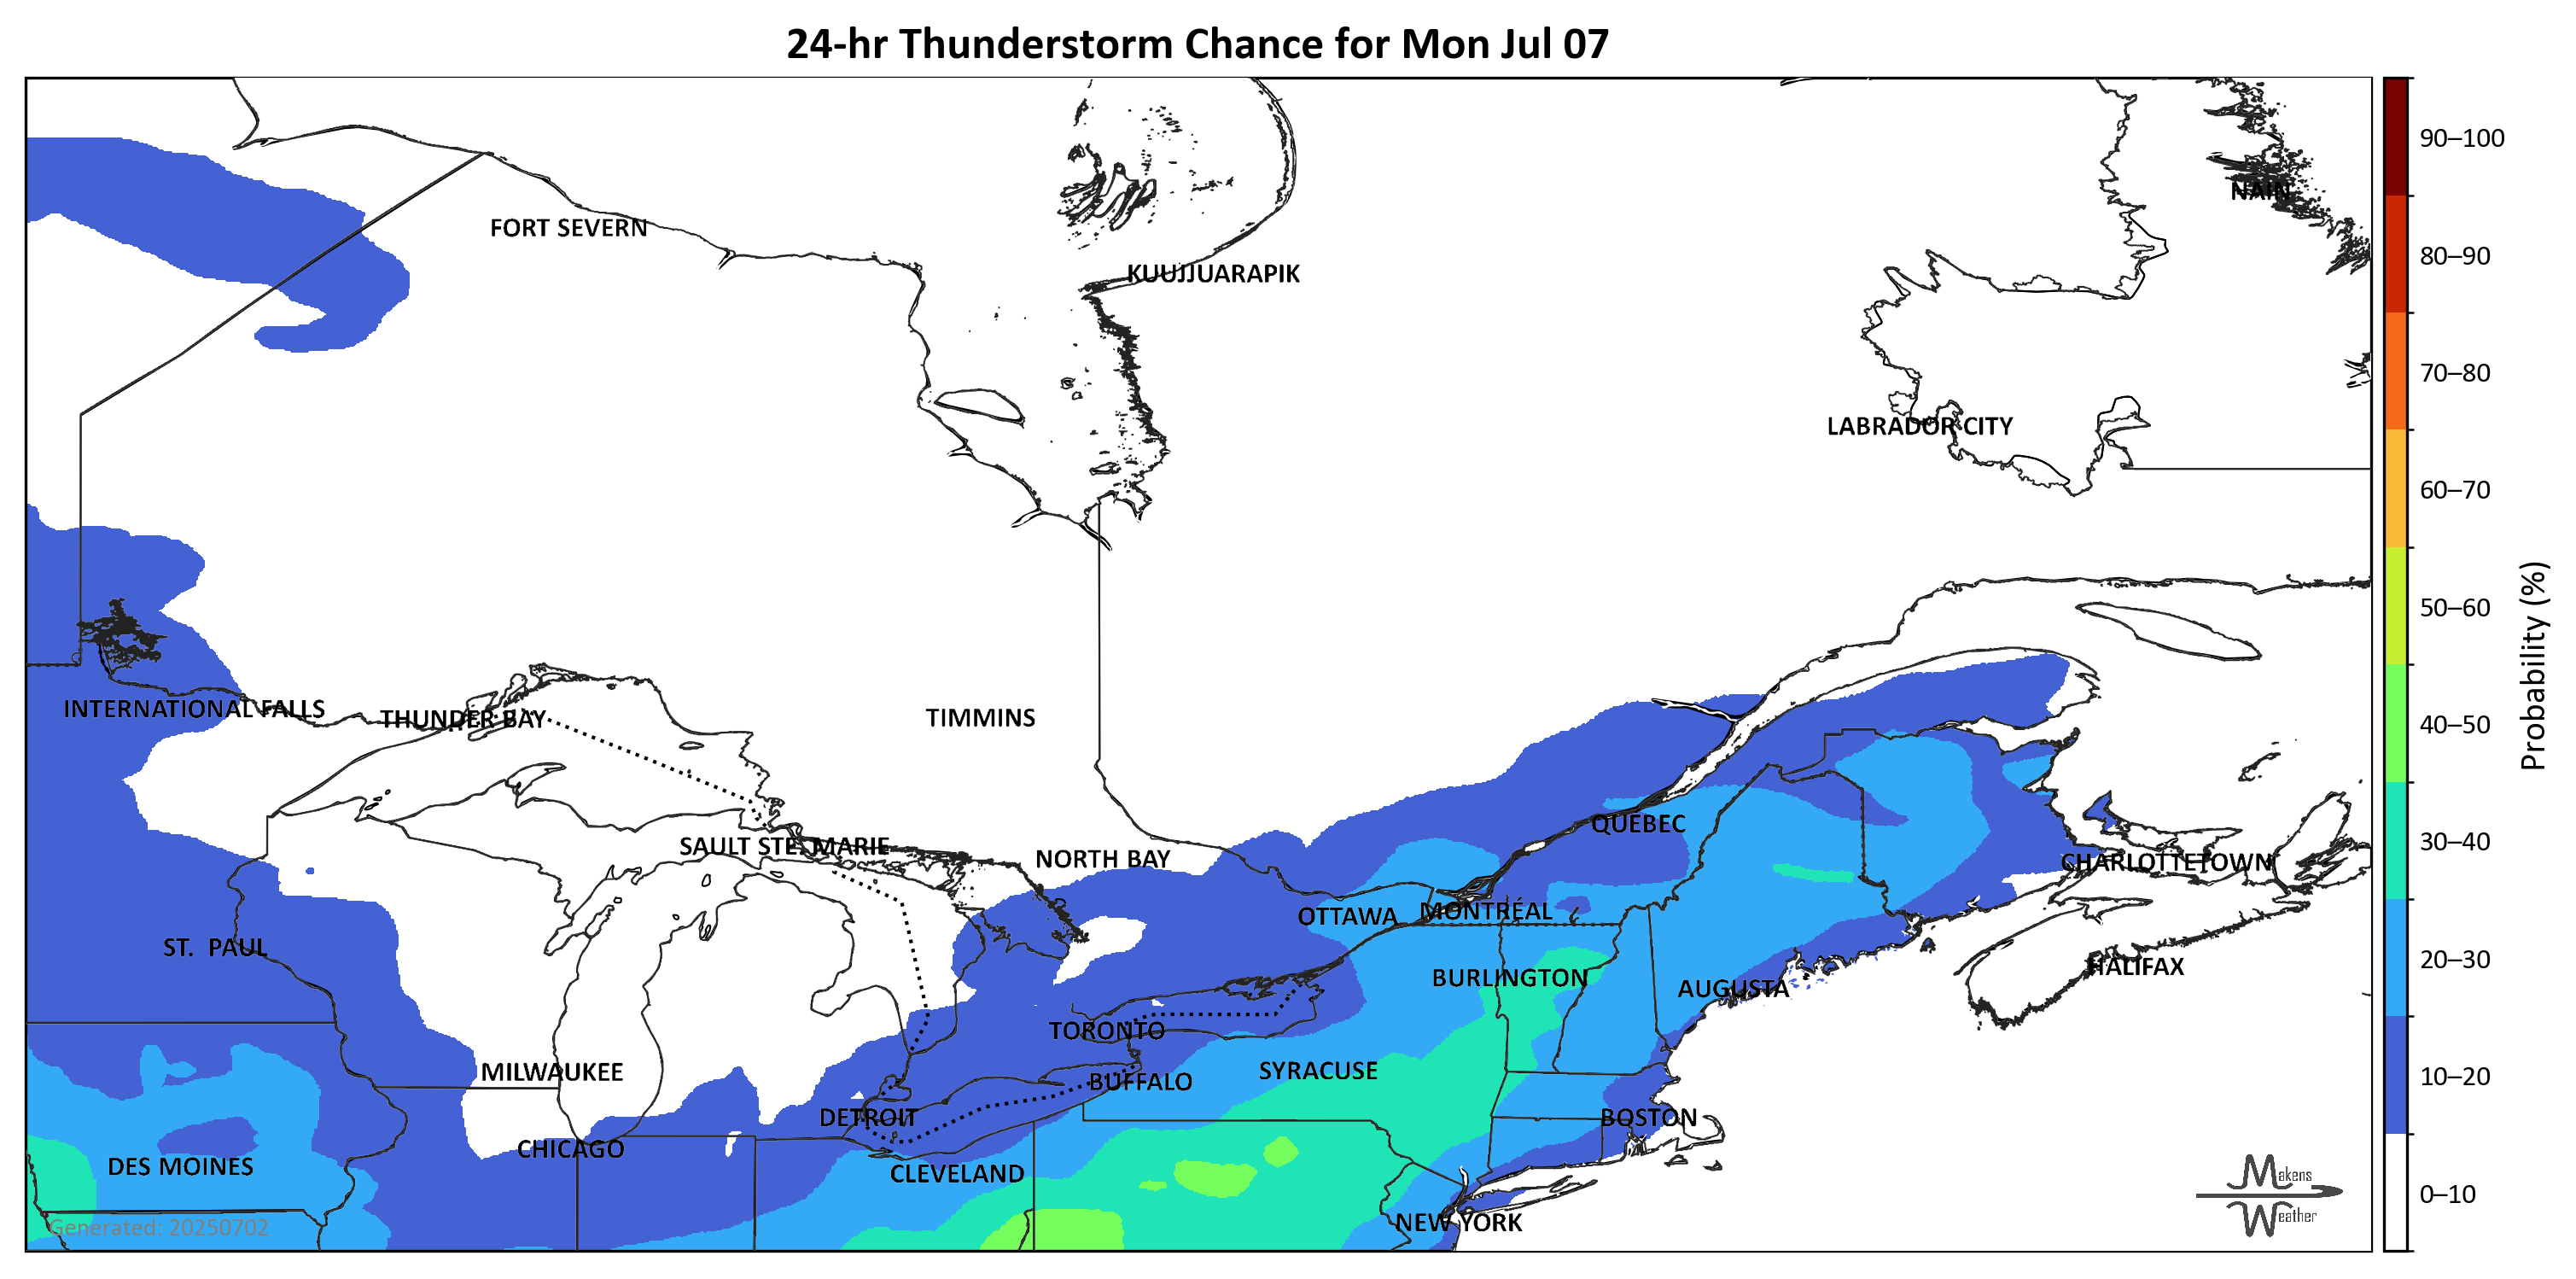 24-hr Thunderstorm Chance for Mon Jul 07
90–100
NAIN
FORT SEVERN
80–90
KUUJJUARAPIK
70–80
LABRADOR CITY
60–70
50–60
Probability (%)
INTERNATIONAL FALLS
THUNDER BAY
TIMMINS
40–50
QUEBEC
SAULT STE. MARIE
NORTH BAY
30–40
CHARLOTTETOWN
OTTAWA
MONTRÉAL
ST.  PAUL
20–30
HALIFAX
BURLINGTON
AUGUSTA
TORONTO
MILWAUKEE
SYRACUSE
BUFFALO
10–20
DETROIT
BOSTON
CHICAGO
DES MOINES
CLEVELAND
Makens
Weather
0–10
NEW YORK
Generated: 20250702